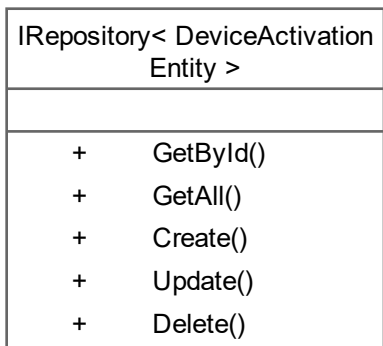 IRepository< DeviceActivation
Entity >
+ GetById()
+ GetAll()
+ Create()
+ Update()
+ Delete()